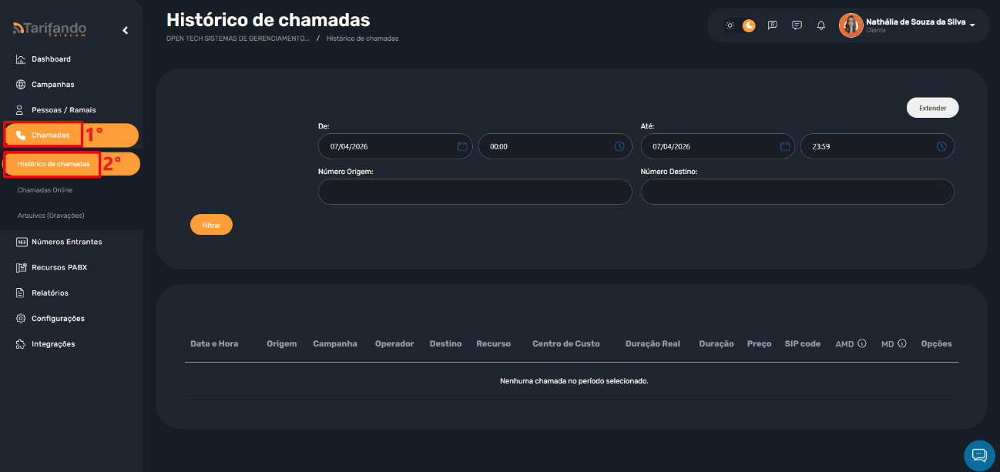 Tarifando
Telecom
Dashboard
Campanhas
Pessoas / Ramais
Chamadas
1°
Histórico de chamadas
2°
Chamadas Online
Arquivos (Gravações)
123
Números Entrantes
Recursos PABX
Relatórios
Configurações
Integrações
Histórico de chamadas
OPEN TECH SISTEMAS DE GERENCIAMENTO... / Histórico de chamadas
Nathália de Souza da Silva
Cliente
Extender
De:
07/04/2026
00:00
Até:
07/04/2026
23:59
Número Origem:
Número Destino:
Filtrar
Data e Hora Origem Campanha Operador Destino Recurso Centro de Custo Duração Real Duração Preço SIP code AMD MD Opções
Nenhuma chamada no período selecionado.